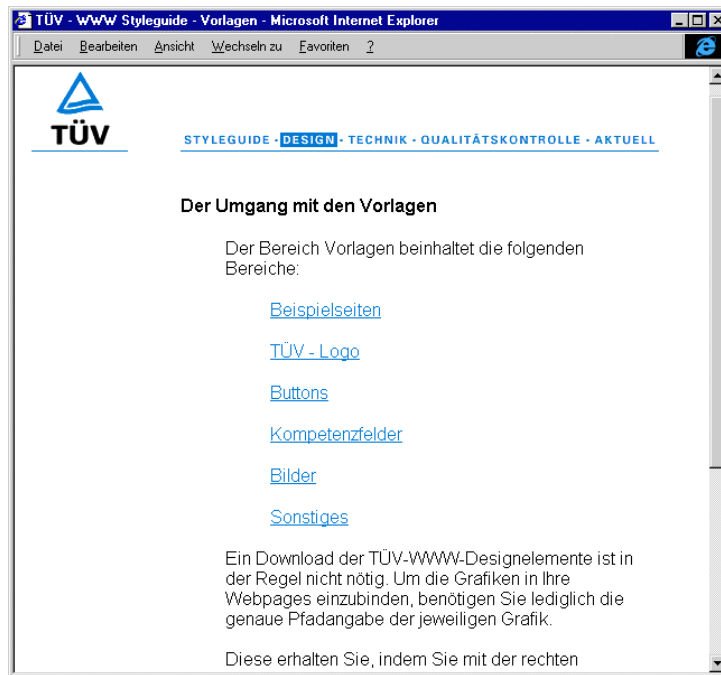 TÜV - WWW Styleguide - Vorlagen - Microsoft Internet Explorer
Datei Bearbeiten Ansicht Wechseln zu Favoriten ?
TÜV
STYLEGUIDE · DESIGN · TECHNIK · QUALITÄTSKONTROLLE · AKTUELL
Der Umgang mit den Vorlagen
Der Bereich Vorlagen beinhaltet die folgenden
Bereiche:
Beispielseiten
TÜV - Logo
Buttons
Kompetenzfelder
Bilder
Sonstiges
Ein Download der TÜV-WWW-Designelemente ist in
der Regel nicht nötig. Um die Grafiken in Ihre
Webpages einzubinden, benötigen Sie lediglich die
genaue Pfadangabe der jeweiligen Grafik.
Diese erhalten Sie, indem Sie mit der rechten